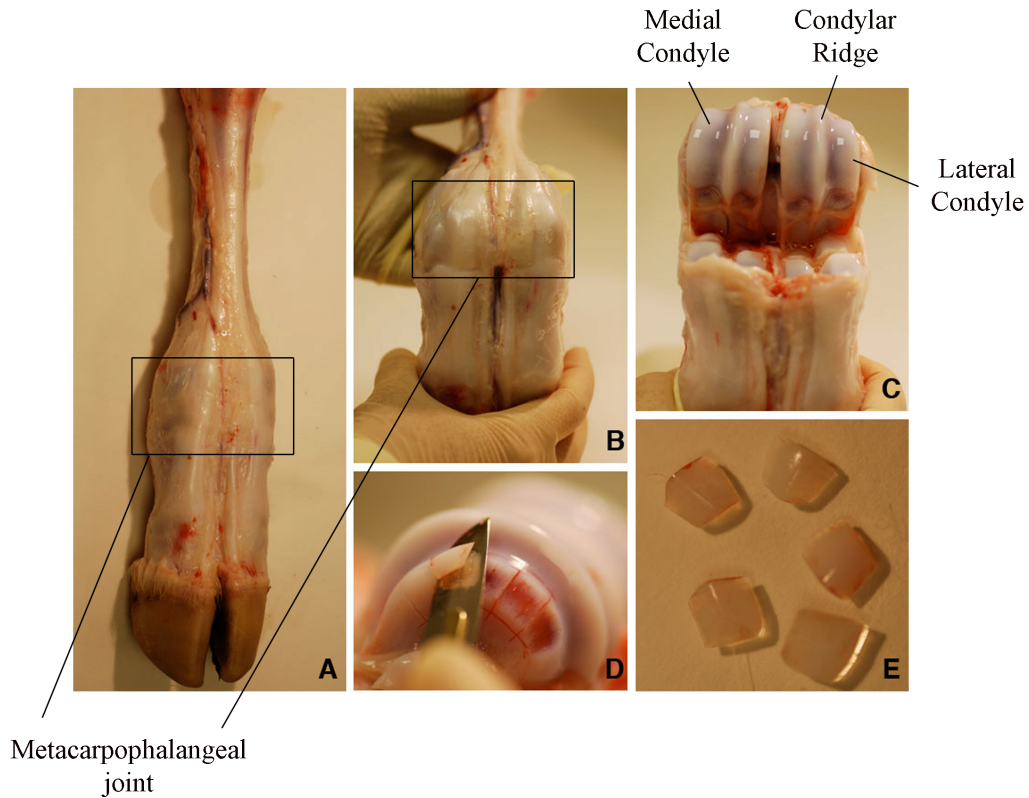 Medial
Condyle
Condylar
Ridge
Lateral
Condyle
A
B
C
D
E
Metacarpophalangeal
joint